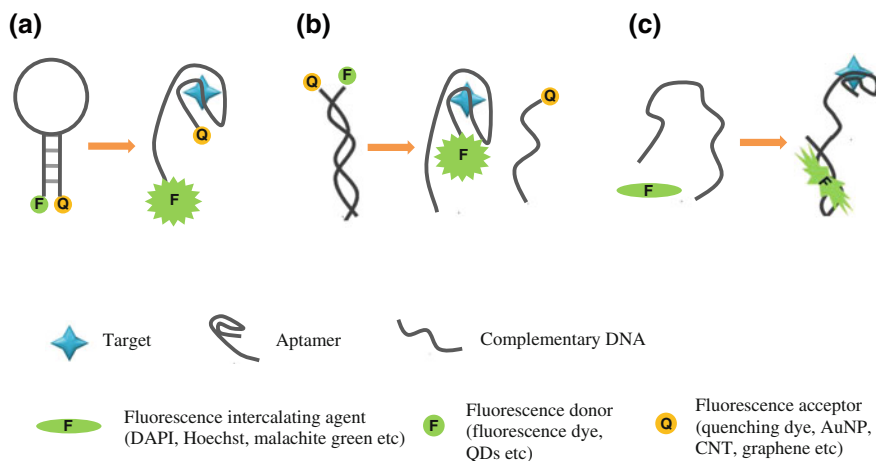 (a)
(b)
(c)
F
Q
Q
F
Q
F
Q
F
F
F
F
Target
Aptamer
Complementary DNA
F
Fluorescence intercalating agent
(DAPI, Hoechst, malachite green etc)
F
Fluorescence donor
(fluorescence dye,
QDs etc)
Q
Fluorescence acceptor
(quenching dye, AuNP,
CNT, graphene etc)